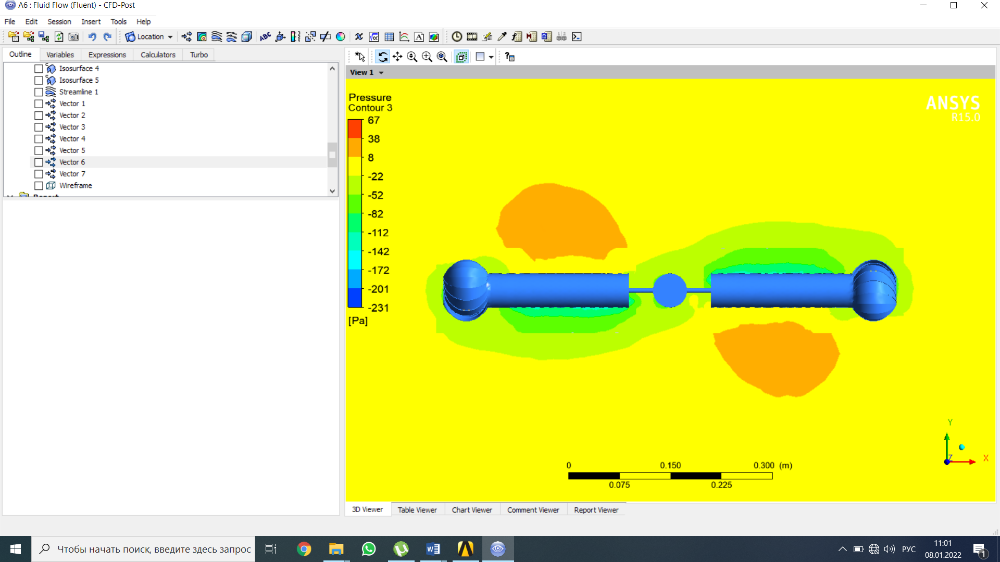 A6 : Fluid Flow (Fluent) - CFD-Post
File Edit Session Insert Tools Help
Location
Outline Variables Expressions Calculators Turbo
Isosurface 4
Isosurface 5
Streamline 1
Vector 1
Vector 2
Vector 3
Vector 4
Vector 5
Vector 6
Vector 7
Wireframe
Report
View 1
Pressure
Contour 3
67
38
8
-22
-52
-82
-112
-142
-172
-201
-231
[Pa]
ANSYS
R15.0
Y
Z
X
0 0.150 0.300 (m)
0.075 0.225
3D Viewer Table Viewer Chart Viewer Comment Viewer Report Viewer
Чтобы начать поиск, введите здесь запрос
РУС
11:01
08.01.2022
1